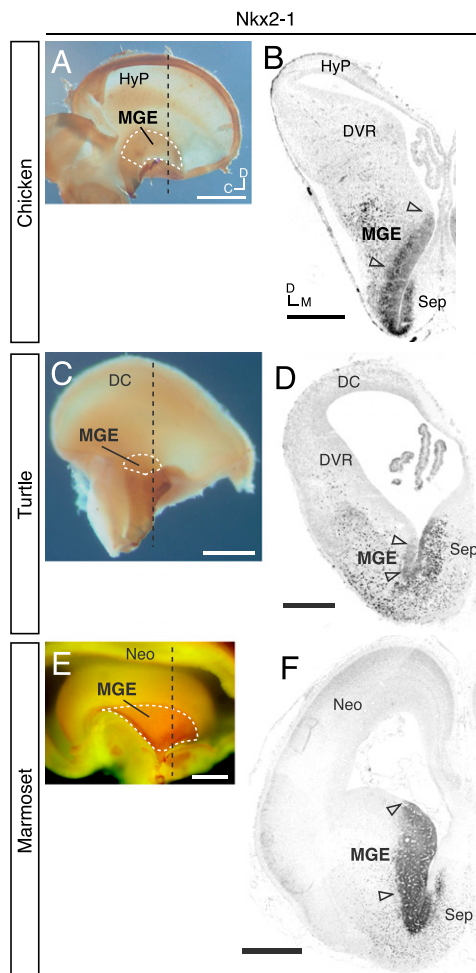 Nkx2-1
Chicken
A
HyP
MGE
D
C
B
HyP
DVR
MGE
Sep
D
M
Turtle
C
DC
MGE
D
DC
DVR
MGE
Sep
Marmoset
E
Neo
MGE
F
Neo
MGE
Sep